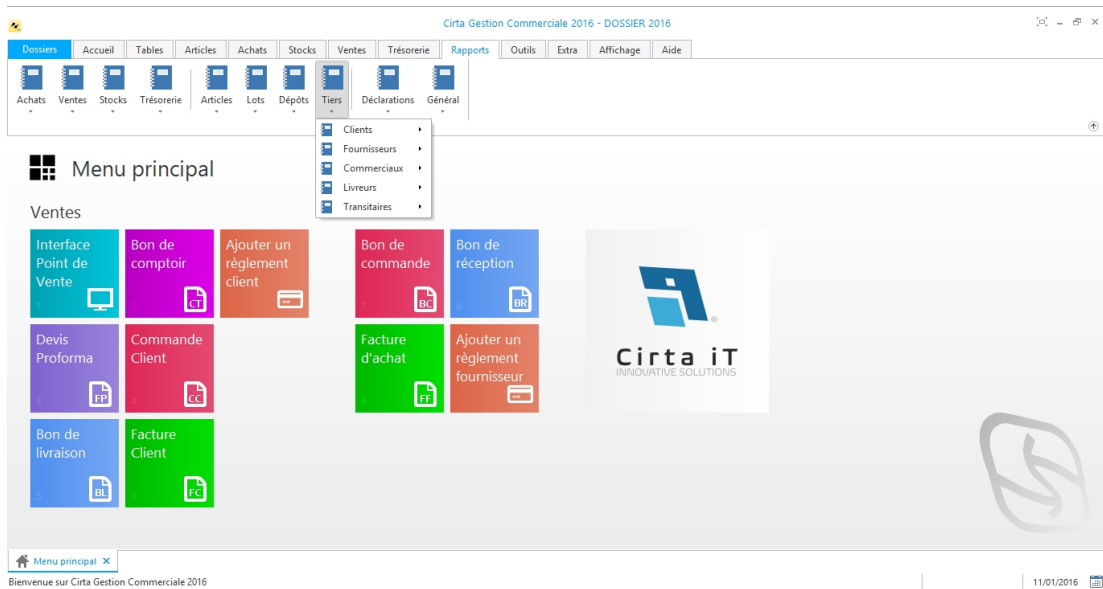 Cirta Gestion Commerciale 2016 - DOSSIER 2016
Dossiers Accueil Tables Articles Achats Stocks Ventes Trésorerie Rapports Outils Extra Affichage Aide
Achats Ventes Stocks Trésorerie Articles Lots Dépôts Tiers Déclarations Général
Clients
Fournisseurs
Commerciaux
Livreurs
Transitaires
Menu principal
Ventes
Interface
Point de
Vente
1
Bon de
comptoir
CT
Ajouter un
règlement
client
Bon de
commande
7
BC
Bon de
réception
8
BR
Devis
Proforma
3
FP
Commande
Client
4
CC
Facture
d'achat
FF
Ajouter un
règlement
fournisseur
Cirta iT
INNOVATIVE SOLUTIONS
®
Bon de
livraison
5
BL
Facture
Client
6
FC
Menu principal
Bienvenue sur Cirta Gestion Commerciale 2016
11/01/2016